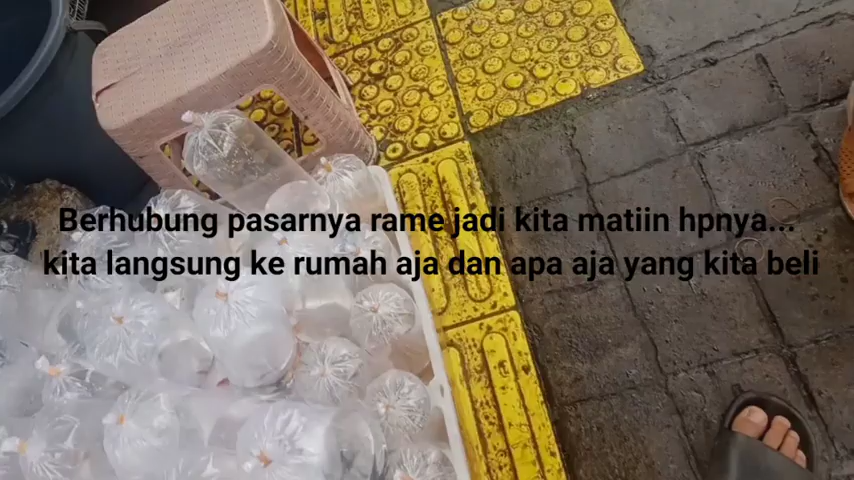 Berhubung pasarnya rame jadi kita matiin hpnya...
kita langsung ke rumah aja dan apa aja yang kita beli